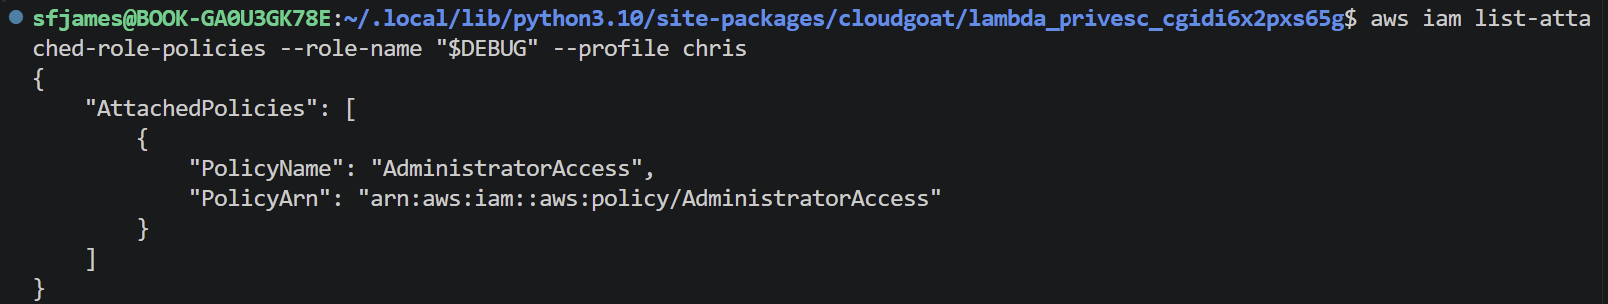 sfjames@BOOK-GA0U3GK78E:~/.local/lib/python3.10/site-packages/cloudgoat/lambda_privesc_cgidi6x2pxs65g$ aws iam list-atta
ched-role-policies --role-name "$DEBUG" --profile chris
{
    "AttachedPolicies": [
        {
            "PolicyName": "AdministratorAccess",
            "PolicyArn": "arn:aws:iam::aws:policy/AdministratorAccess"
        }
    ]
}